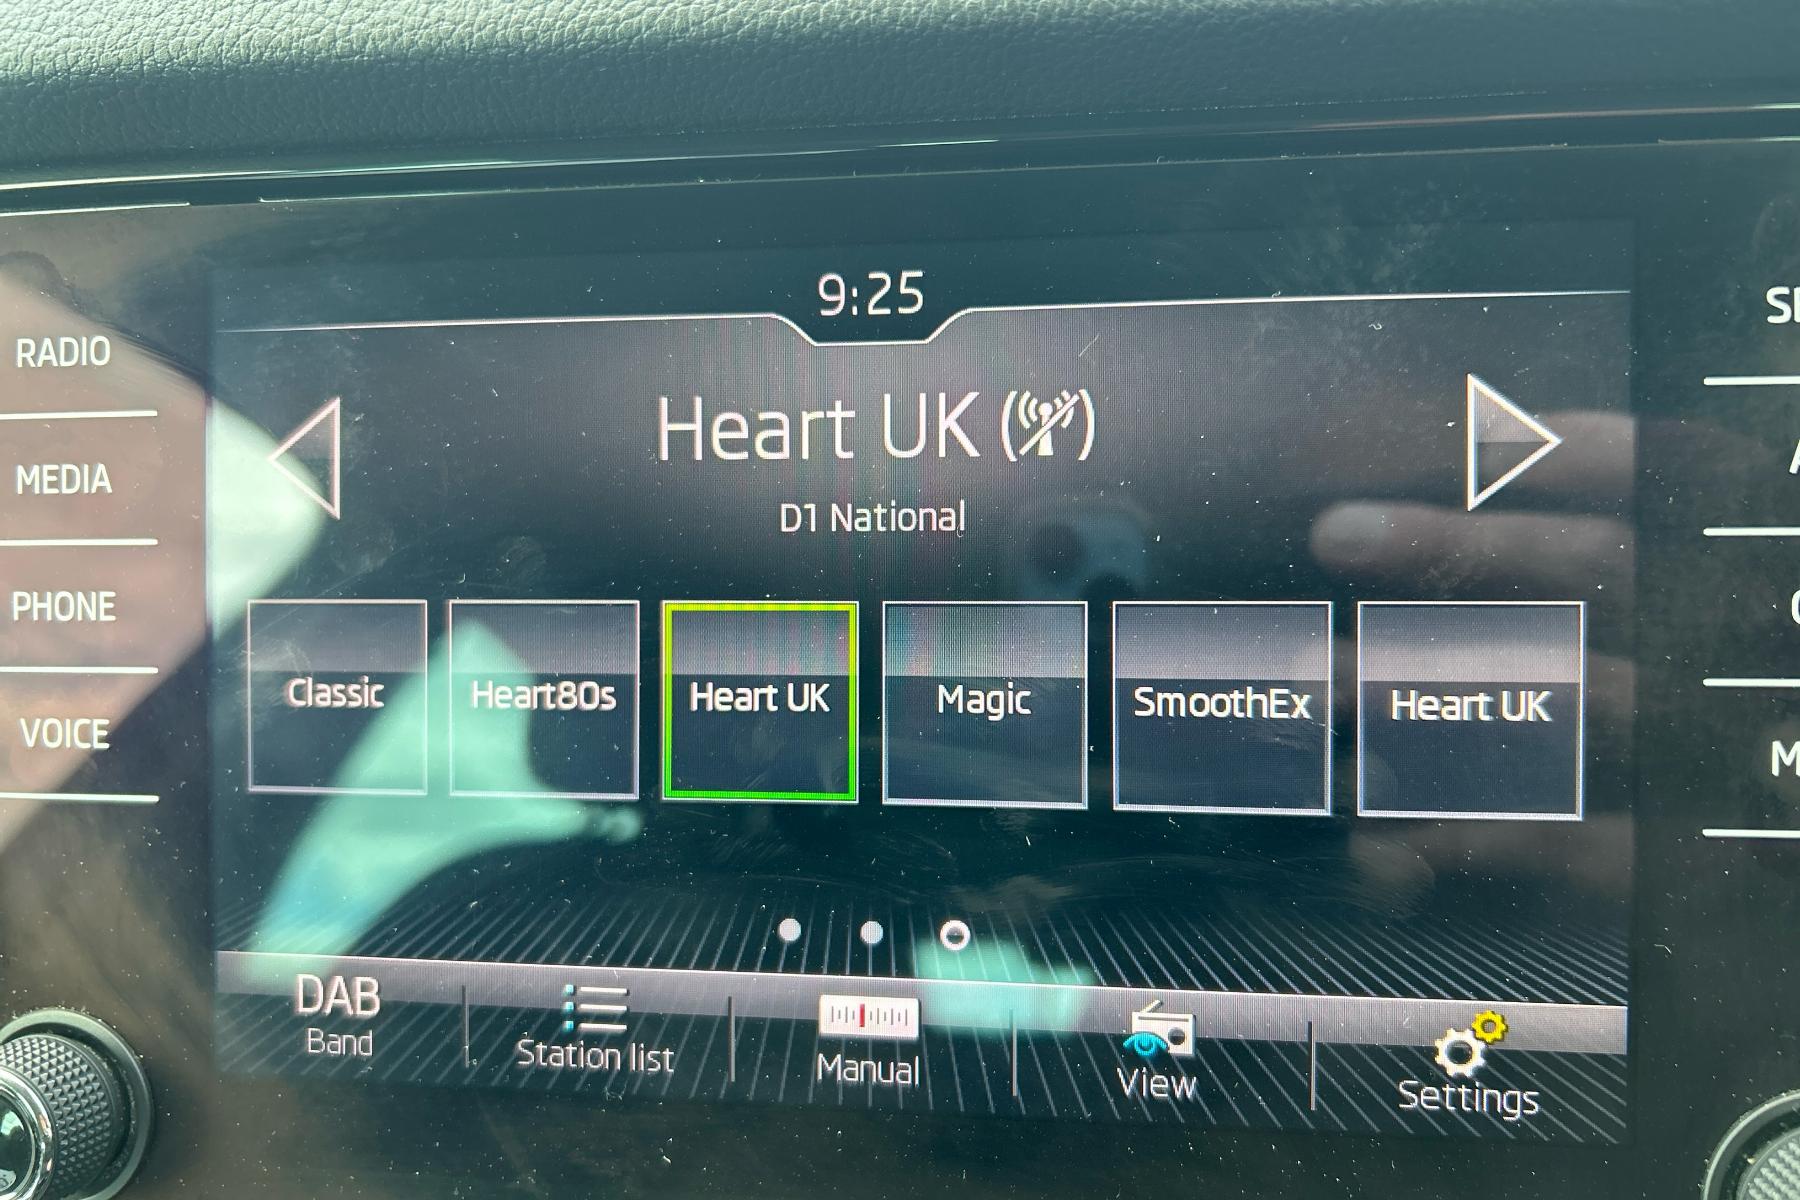 9:25
Heart UK
D1 National
RADIO
MEDIA
PHONE
VOICE
Classic
Heart80s
Heart UK
Magic
SmoothEx
Heart UK
DAB
Band
Station list
Manual
View
Settings